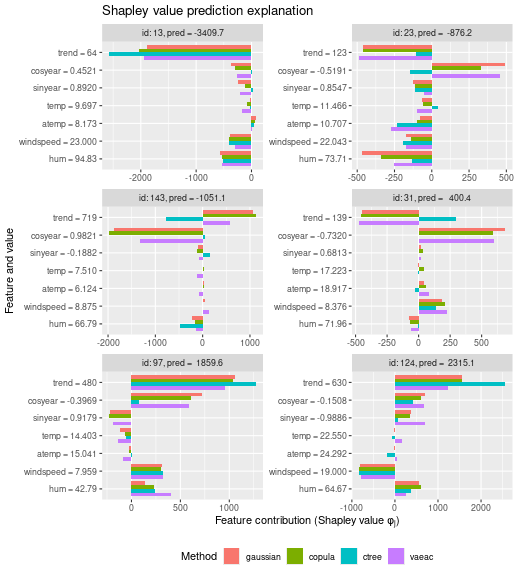 Shapley value prediction explanation
id: 13, pred = -3409.7
trend = 64
cosyear = 0.4521
sinyear = 0.8920
temp = 9.697
atemp = 8.173
windspeed = 23.000
hum = 94.83
-2000
-1000
0
id: 23, pred = -876.2
trend = 123
cosyear = -0.5191
sinyear = 0.8547
temp = 11.466
atemp = 10.707
windspeed = 22.043
hum = 73.71
-500
0
500
id: 143, pred = -1051.1
trend = 719
cosyear = 0.9821
sinyear = -0.1882
temp = 7.510
atemp = 6.124
windspeed = 8.875
hum = 66.79
-2000
-1000
0
1000
id: 31, pred = 400.4
trend = 139
cosyear = -0.7320
sinyear = 0.6813
temp = 17.223
atemp = 18.917
windspeed = 8.376
hum = 71.96
-500
0
500
id: 97, pred = 1859.6
trend = 480
cosyear = -0.3969
sinyear = 0.9179
temp = 14.403
atemp = 15.041
windspeed = 7.959
hum = 42.79
0
500
1000
id: 124, pred = 2315.1
trend = 630
cosyear = -0.1508
sinyear = -0.9886
temp = 22.550
atemp = 24.292
windspeed = 19.000
hum = 64.67
-1000
0
1000
2000
Feature and value
Feature contribution (Shapley value φj)
Method gaussian copula ctree vaeac